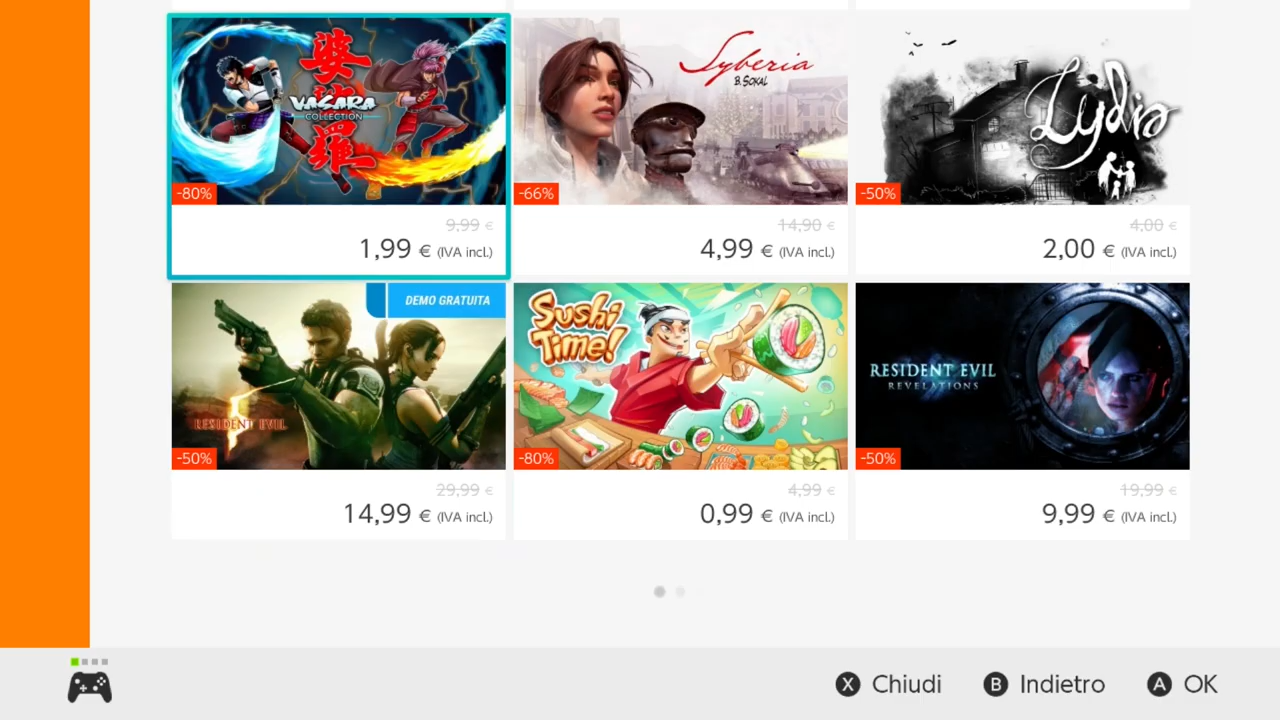 婆娑羅
VASARA
COLLECTION
-80%
9,99 €
1,99 € (IVA incl.)
Syberia
B. SOKAL
-66%
14,90 €
4,99 € (IVA incl.)
Lydia
-50%
4,00 €
2,00 € (IVA incl.)
DEMO GRATUITA
RESIDENT EVIL
5
-50%
29,99 €
14,99 € (IVA incl.)
Sushi
Time!
-80%
4,99 €
0,99 € (IVA incl.)
RESIDENT EVIL
REVELATIONS
-50%
19,99 €
9,99 € (IVA incl.)
X Chiudi
B Indietro
A OK